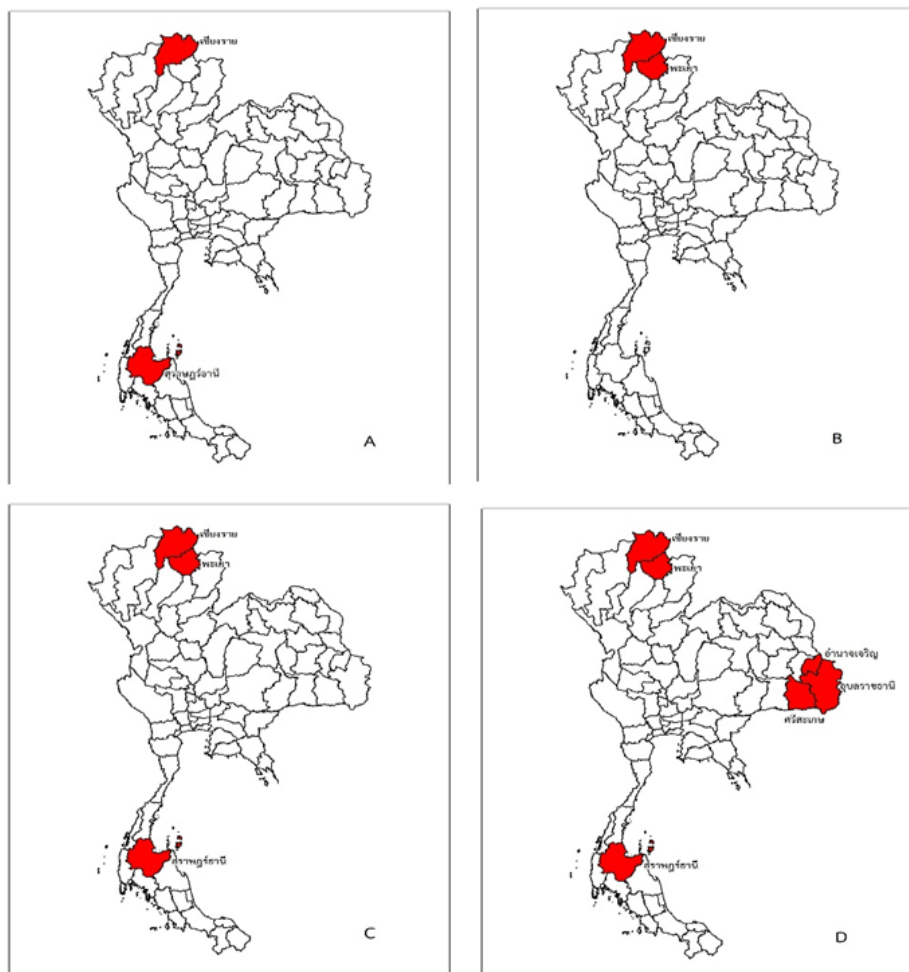 เชียงราย
สุราษฎร์ธานี
A
เชียงราย
พะเยา
B
เชียงราย
พะเยา
สุราษฎร์ธานี
C
เชียงราย
พะเยา
อำนาจเจริญ
อุบลราชธานี
ศรีสะเกษ
สุราษฎร์ธานี
D